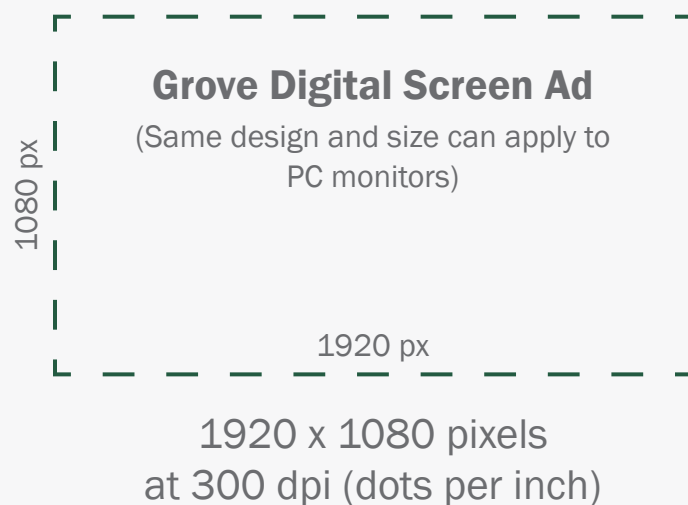 Grove Digital Screen Ad
(Same design and size can apply to
PC monitors)
1080 px
1920 px
1920 x 1080 pixels
at 300 dpi (dots per inch)